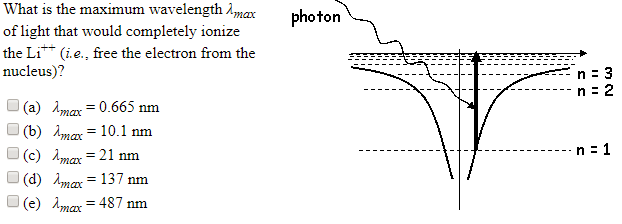 What is the maximum wavelength λmax
of light that would completely ionize
the Li++ (i.e., free the electron from the
nucleus)?
(a) λmax = 0.665 nm
(b) λmax = 10.1 nm
(c) λmax = 21 nm
(d) λmax = 137 nm
(e) λmax = 487 nm
photon
n = 3
n = 2
n = 1